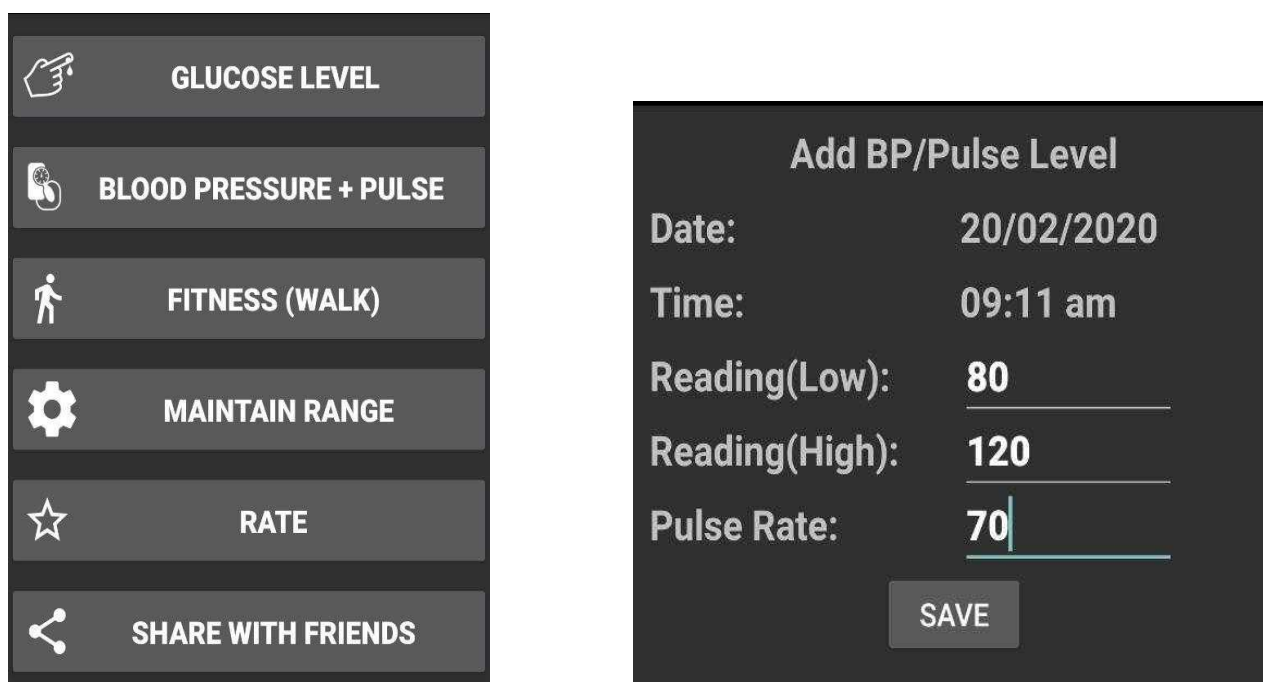 GLUCOSE LEVEL
BLOOD PRESSURE + PULSE
FITNESS (WALK)
MAINTAIN RANGE
RATE
SHARE WITH FRIENDS
Add BP/Pulse Level
Date: 20/02/2020
Time: 09:11 am
Reading(Low): 80
Reading(High): 120
Pulse Rate: 70
SAVE